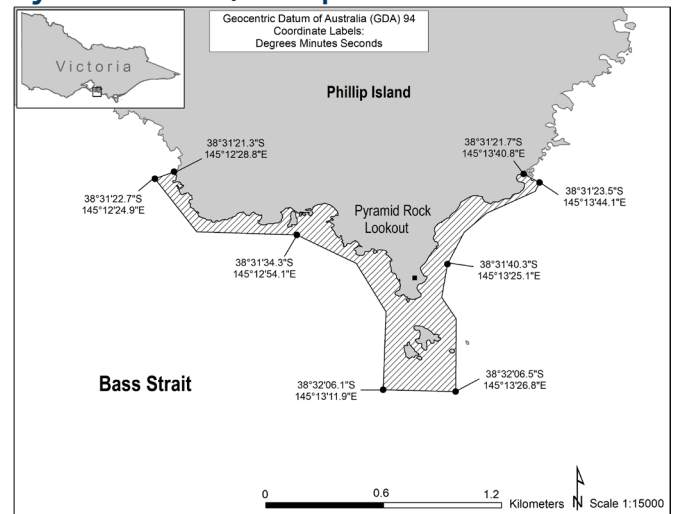 Geocentric Datum of Australia (GDA) 94
Coordinate Labels:
Degrees Minutes Seconds
Victoria
Phillip Island
38°31'21.3"S
145°12'28.8"E
38°31'21.7"S
145°13'40.8"E
38°31'22.7"S
145°12'24.9"E
38°31'23.5"S
145°13'44.1"E
Pyramid Rock
Lookout
38°31'34.3"S
145°12'54.1"E
38°31'40.3"S
145°13'25.1"E
Bass Strait
38°32'06.1"S
145°13'11.9"E
38°32'06.5"S
145°13'26.8"E
0 0.6 1.2 Kilometers N Scale 1:15000